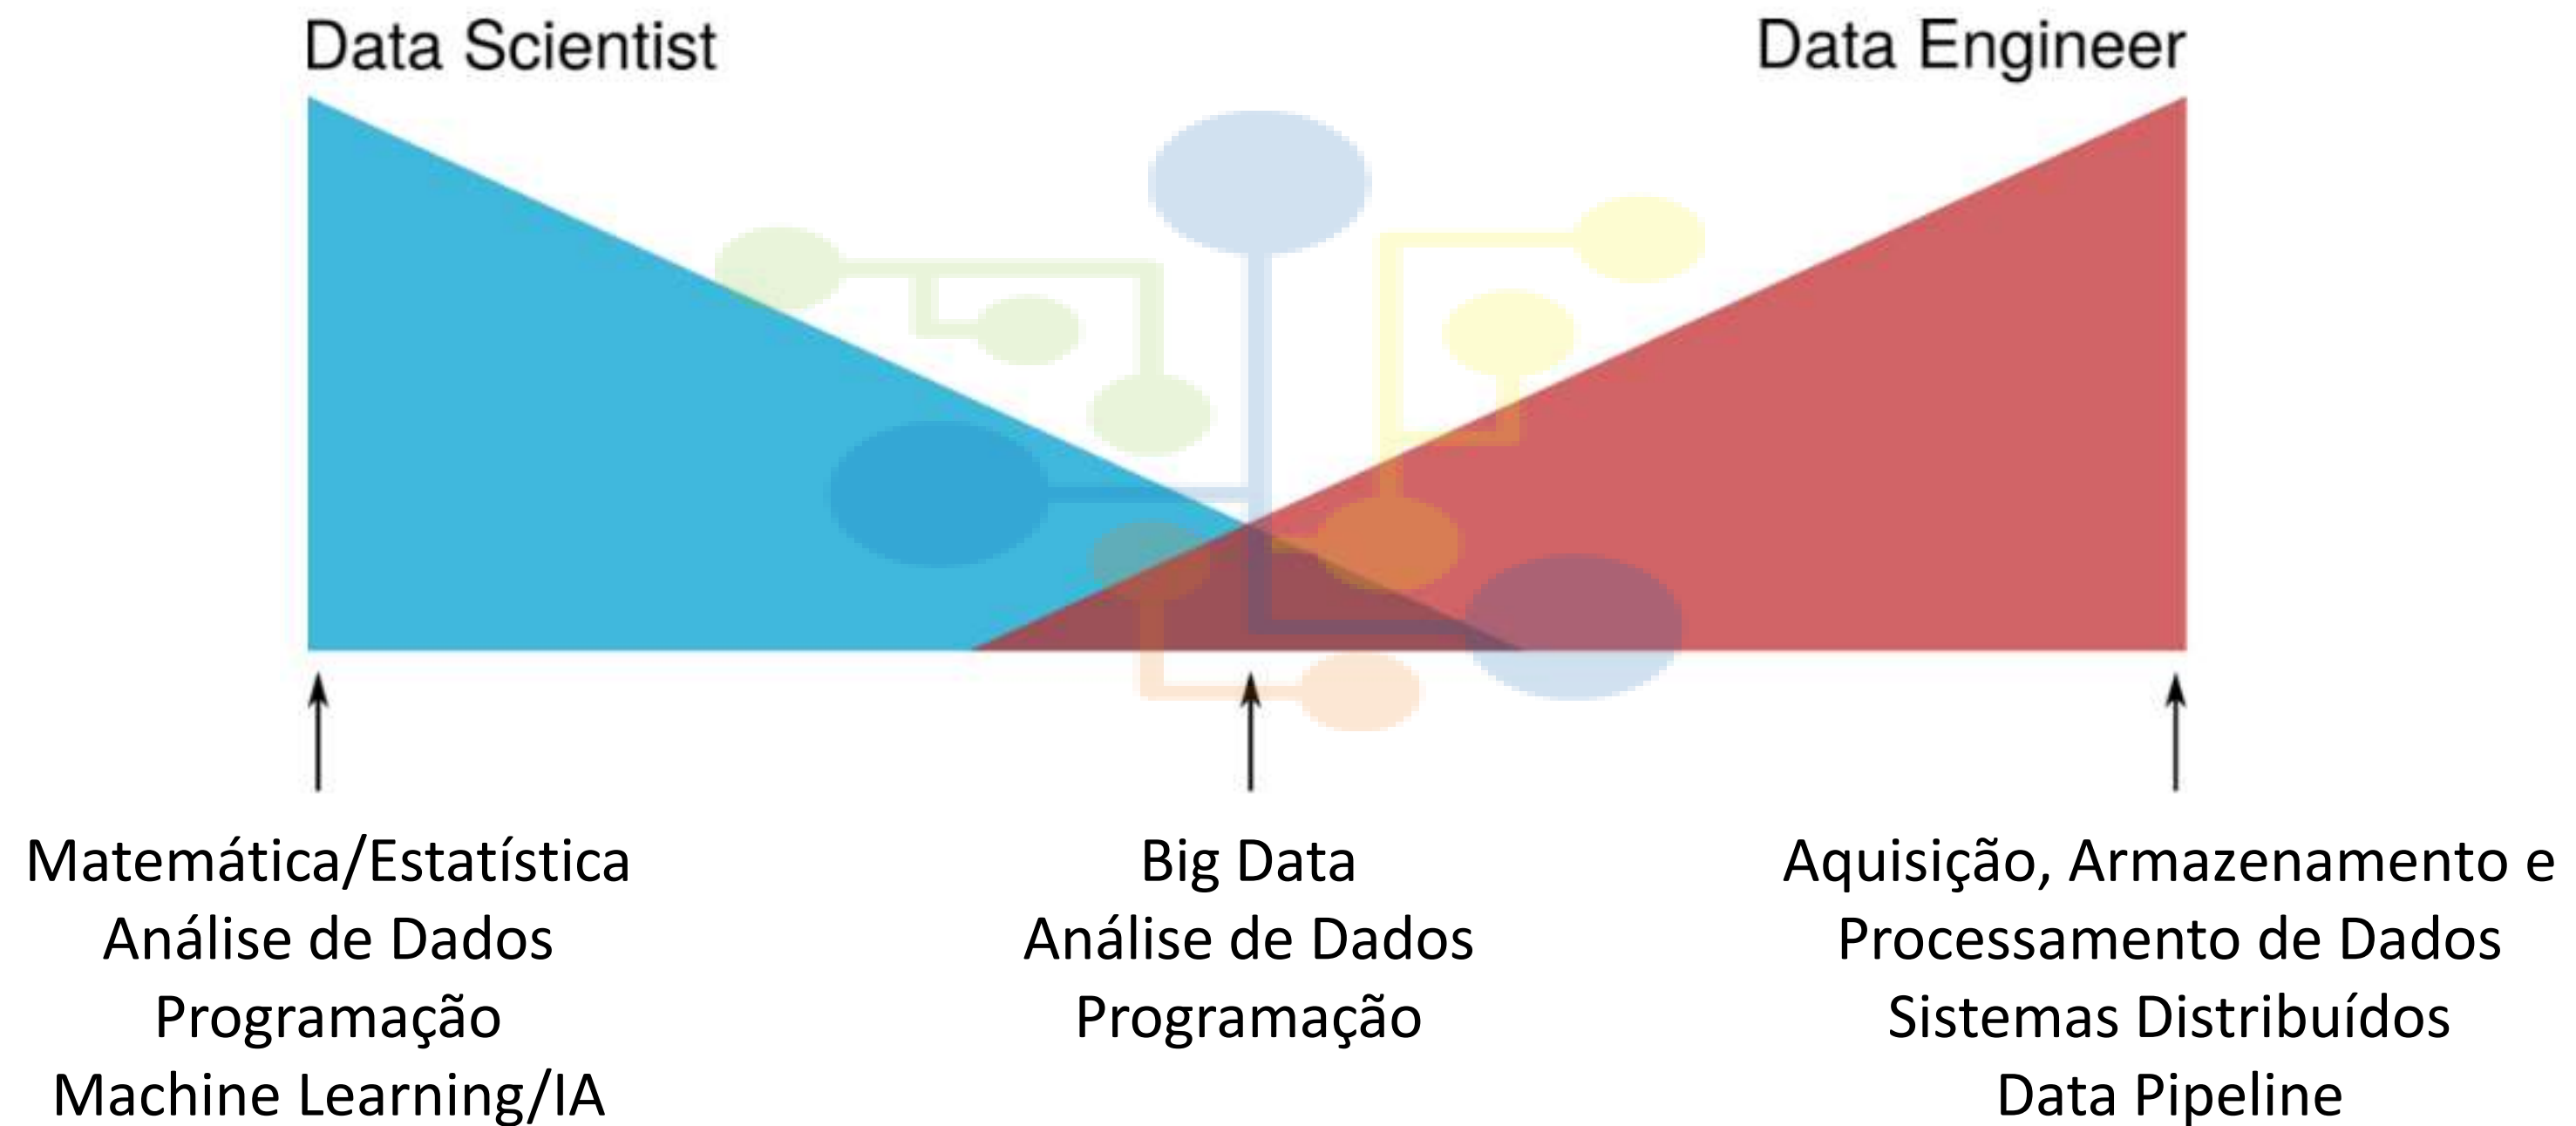 Data Scientist
Data Engineer
Matemática/Estatística
Análise de Dados
Programação
Machine Learning/IA
Big Data
Análise de Dados
Programação
Aquisição, Armazenamento e
Processamento de Dados
Sistemas Distribuídos
Data Pipeline